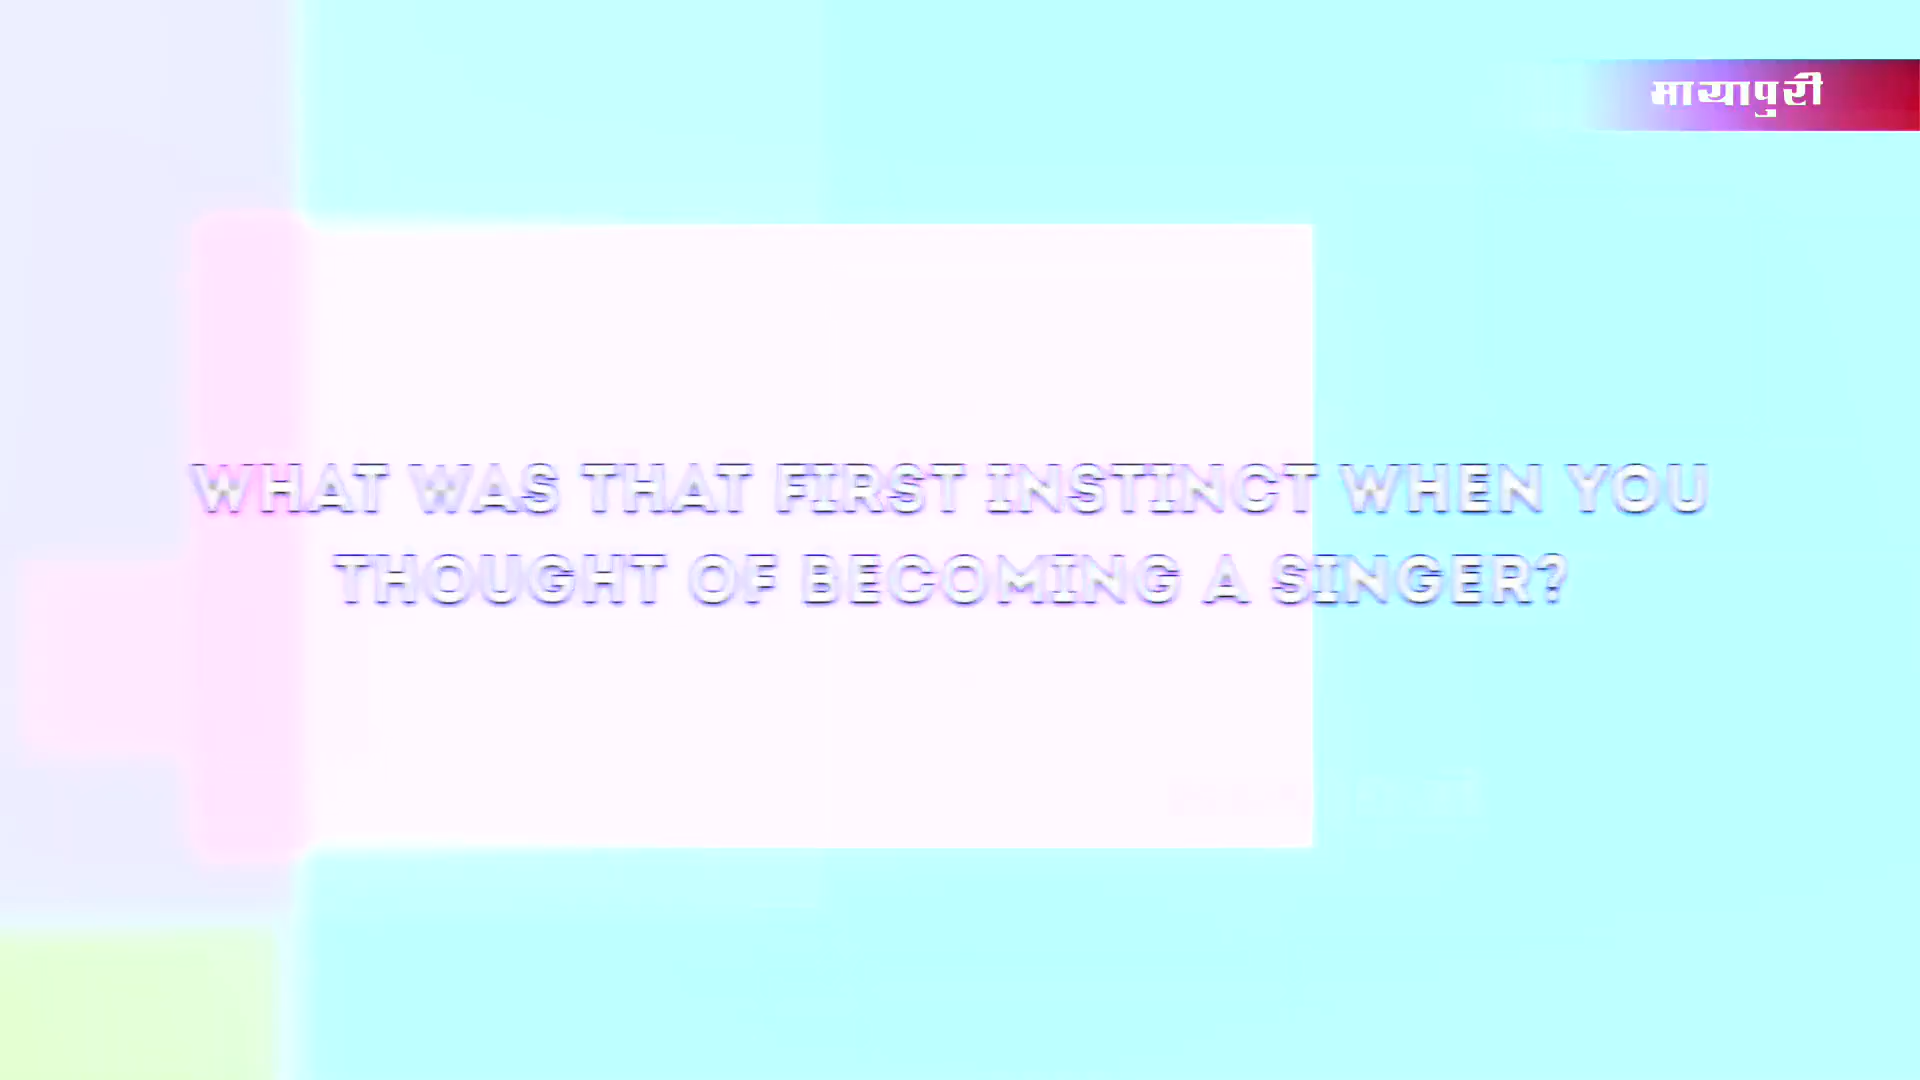 मायापुरी
WHAT WAS THAT FIRST INSTINCT WHEN YOU
THOUGHT OF BECOMING A SINGER?